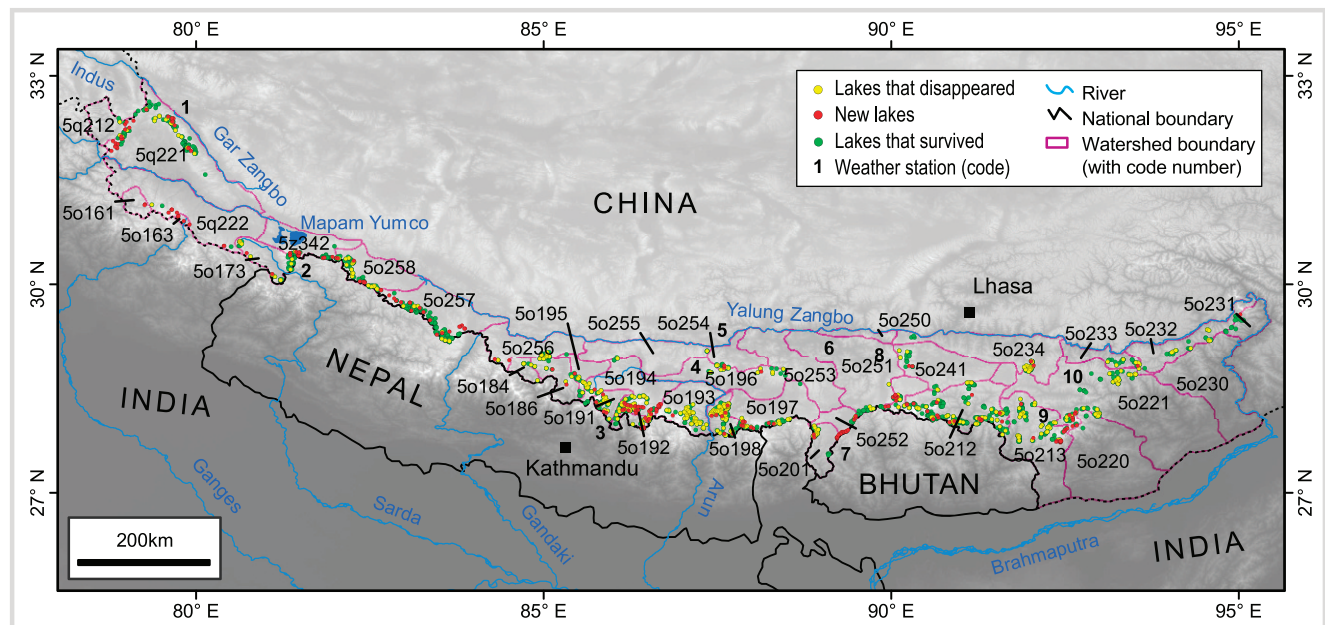 80° E 85° E 90° E 95° E
33° N 33° N
30° N 30° N
27° N 27° N
Lakes that disappeared
New lakes
Lakes that survived
1 Weather station (code)
River
National boundary
Watershed boundary
(with code number)
Indus
1
5q212
5q221
Gar Zangbo
CHINA
5o161
5o163
5q222
Mapam Yumco
5z342
5o173
2
5o258
5o257
Lhasa
5o231
5o195
5o255
5o254
5
Yalung Zangbo
5o250
5o233
5o232
5o256
6
8
5o234
5o184
5o194
4
5o196
5o253
5o251
5o241
10
5o230
5o186
5o193
5o221
NEPAL
5o191
5o197
9
3
5o192
5o198
5o252
5o212
5o213
5o220
INDIA
Kathmandu
5o201
7
BHUTAN
Ganges
Sarda
Gandaki
Arun
Brahmaputra
INDIA
200km
80° E 85° E 90° E 95° E